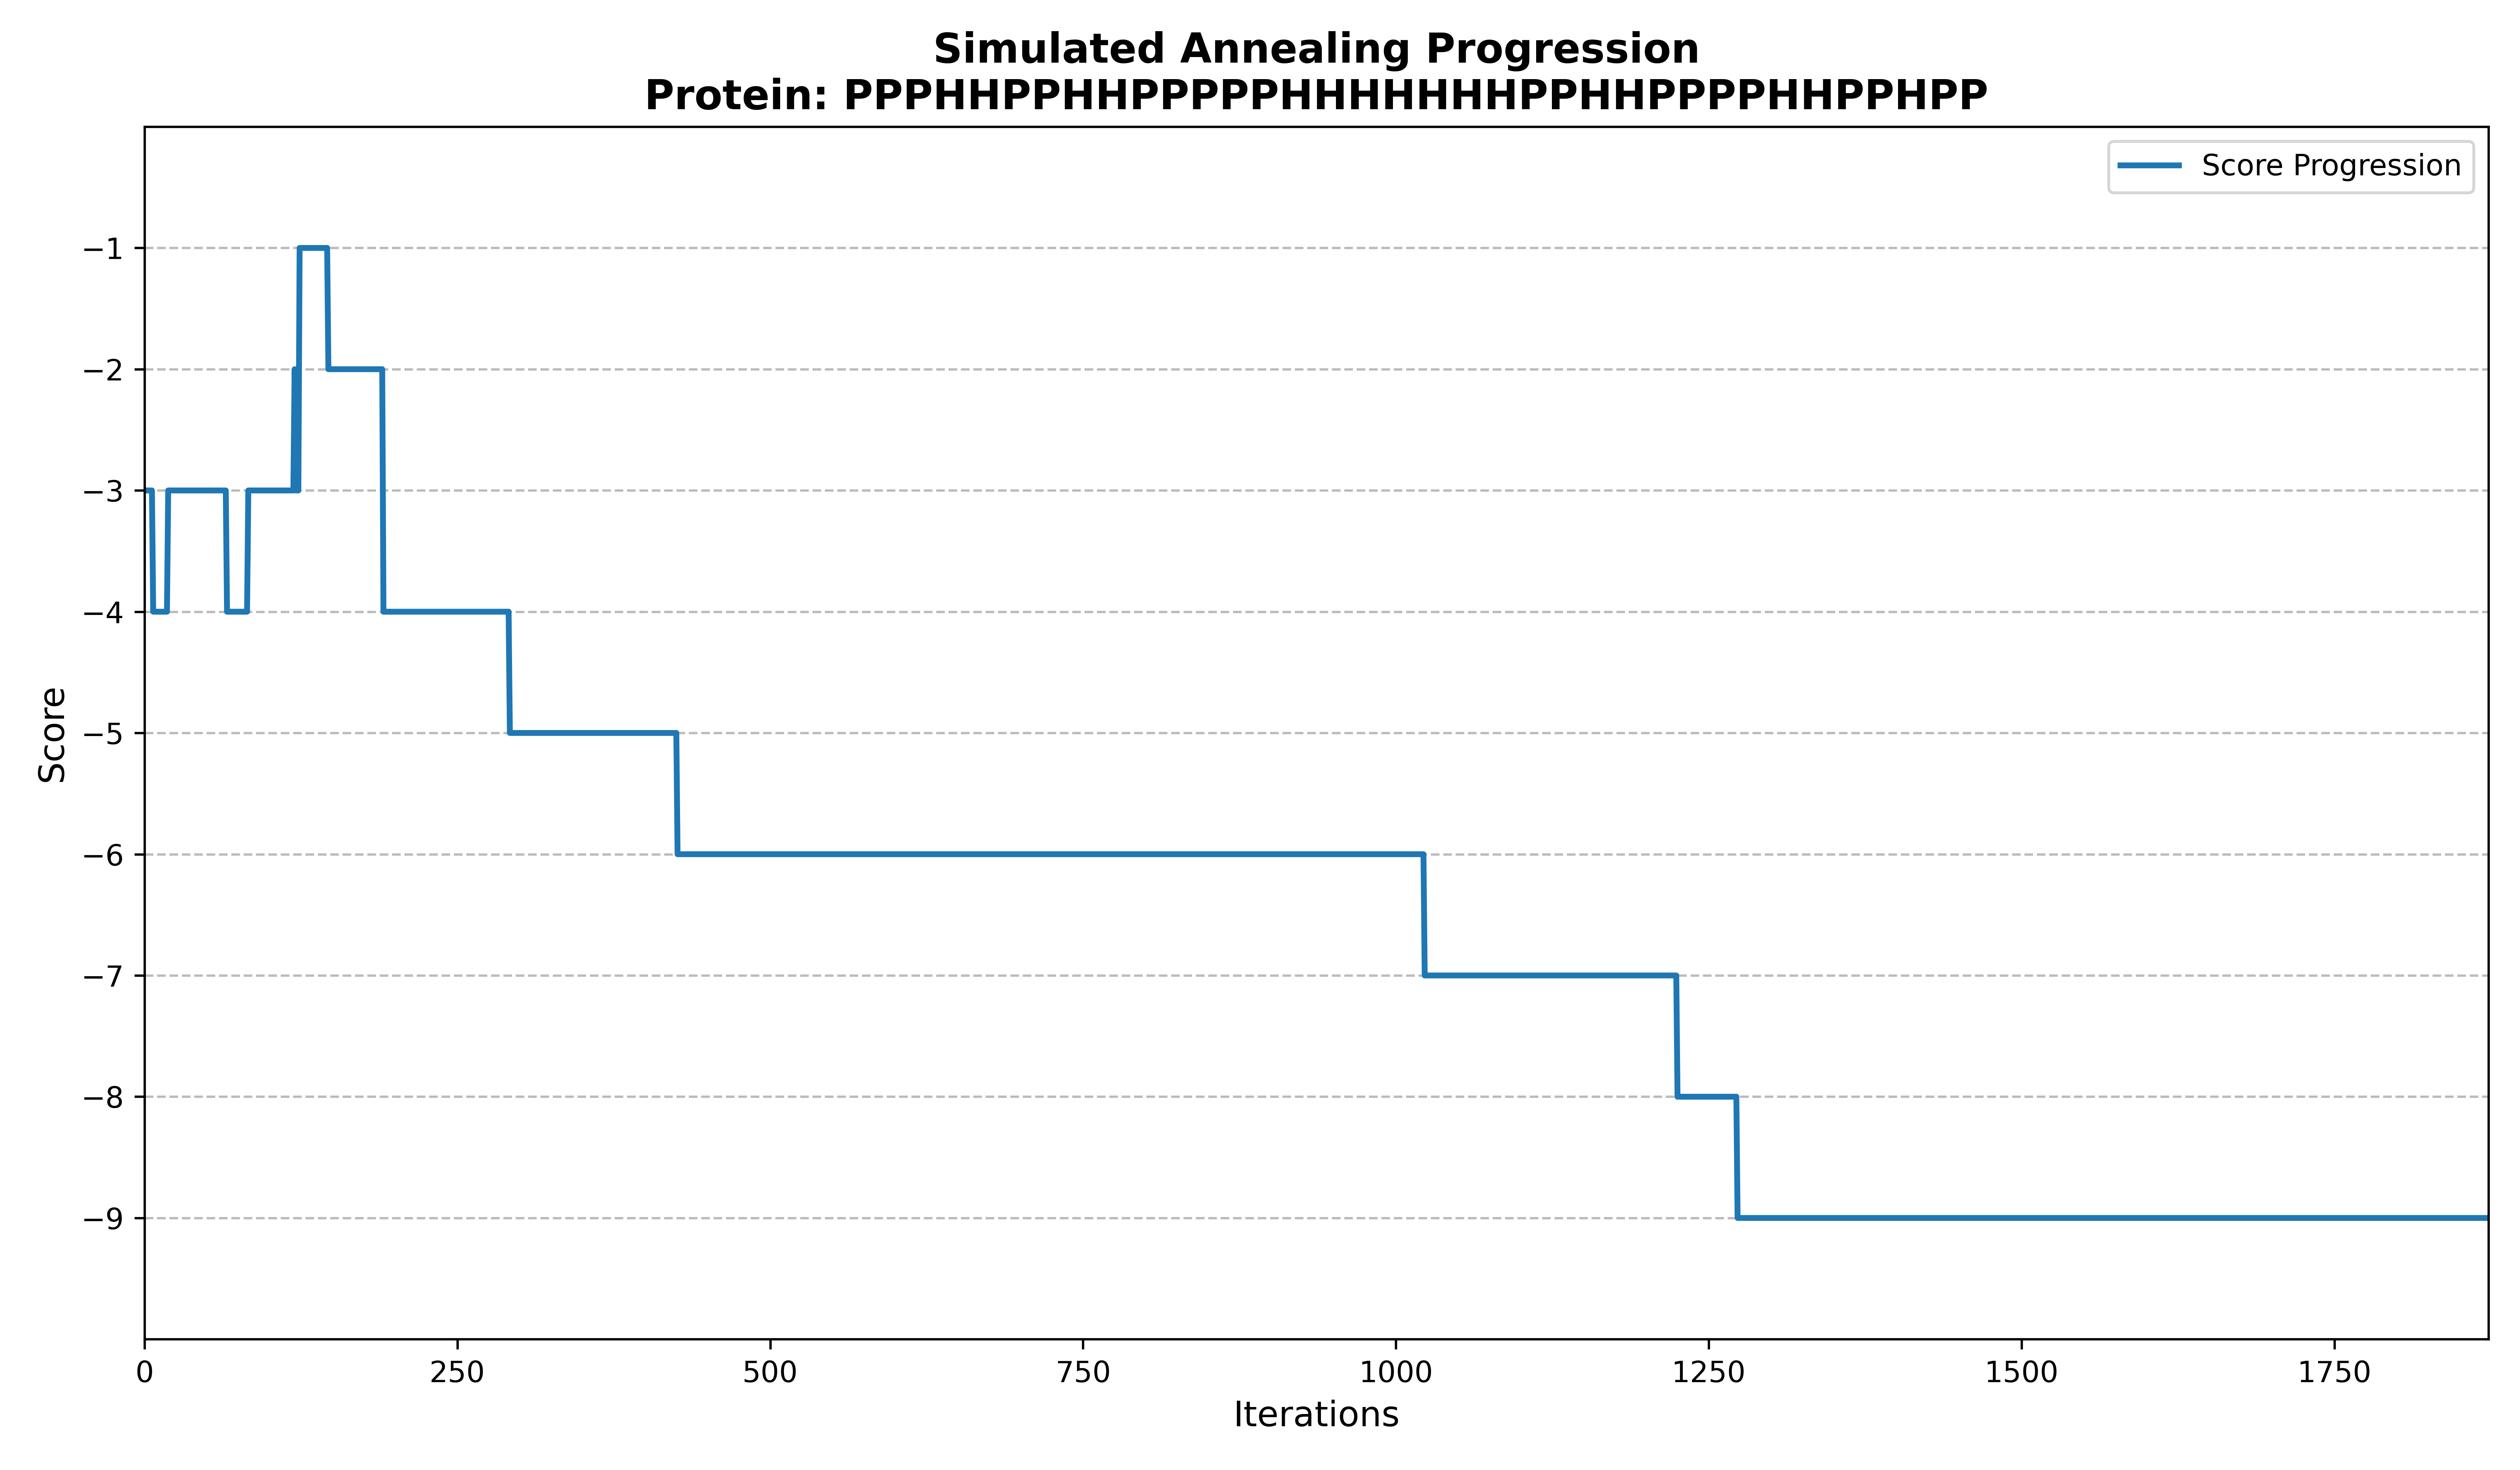 Simulated Annealing Progression
Protein: PPPHHPPHHPPPPPHHHHHHHPPHHPPPPHHPPHPP
Score Progression
−1
−2
−3
−4
−5
−6
−7
−8
−9
Score
0 250 500 750 1000 1250 1500 1750
Iterations